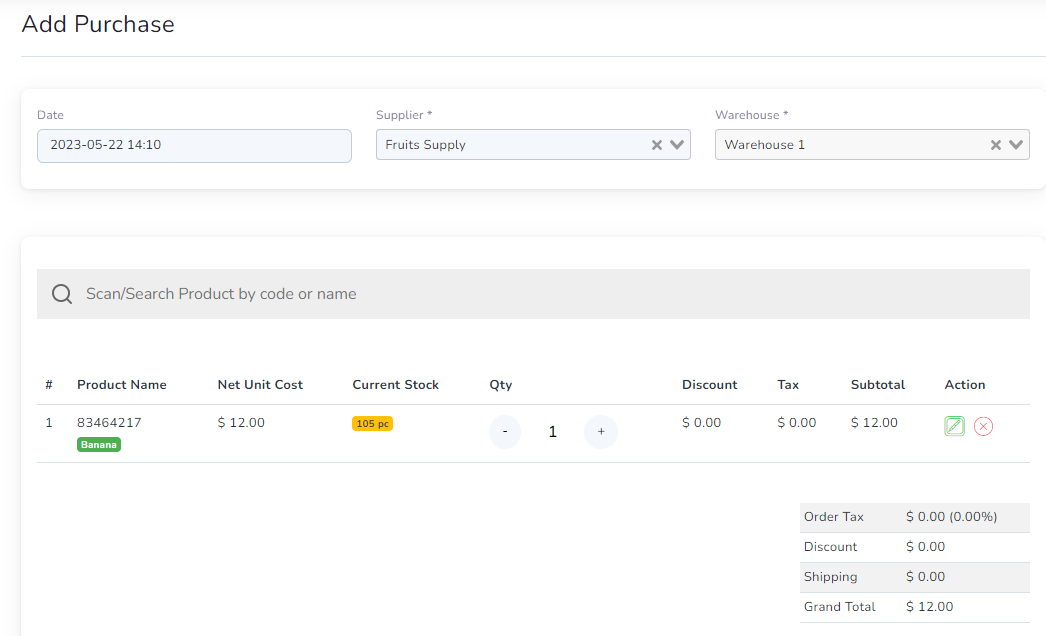 Add Purchase
Date Supplier * Warehouse *
2023-05-22 14:10 Fruits Supply Warehouse 1
Scan/Search Product by code or name
# Product Name Net Unit Cost Current Stock Qty Discount Tax Subtotal Action
1 83464217 $ 12.00 105 pc - 1 + $ 0.00 $ 0.00 $ 12.00
Banana
Order Tax $ 0.00 (0.00%)
Discount $ 0.00
Shipping $ 0.00
Grand Total $ 12.00